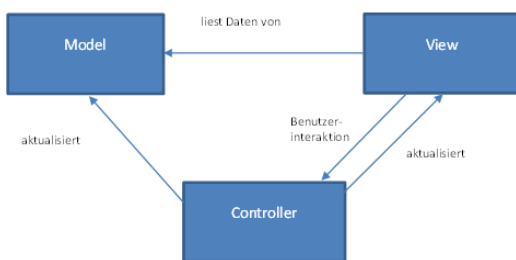 liest Daten von
Model
View
Benutzer-
interaktion
aktualisiert
aktualisiert
Controller